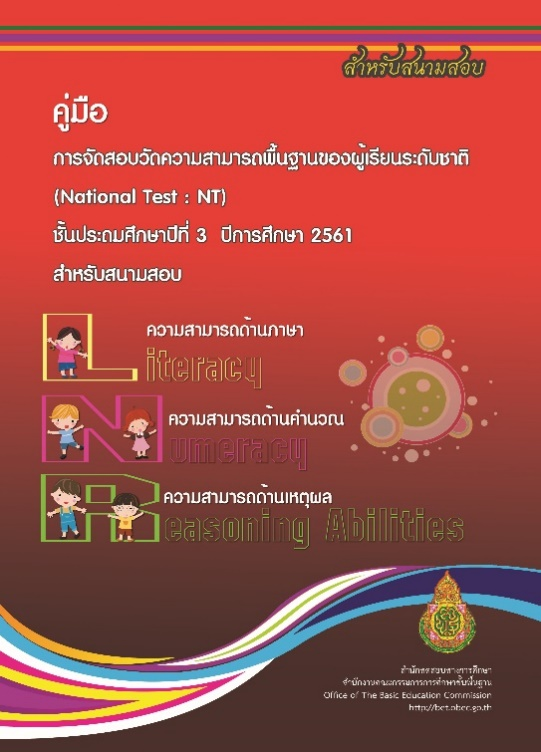 สำหรับสนามสอบ
คู่มือ
การจัดสอบวัดความสามารถพื้นฐานของผู้เรียนระดับชาติ
(National Test : NT)
ชั้นประถมศึกษาปีที่ 3 ปีการศึกษา 2561
สำหรับสนามสอบ
ความสามารถด้านภาษา
Literacy
ความสามารถด้านคำนวณ
Numeracy
ความสามารถด้านเหตุผล
Reasoning Abilities
สำนักทดสอบทางการศึกษา
สำนักงานคณะกรรมการการศึกษาขั้นพื้นฐาน
Office of The Basic Education Commission
http://bet.obec.go.th